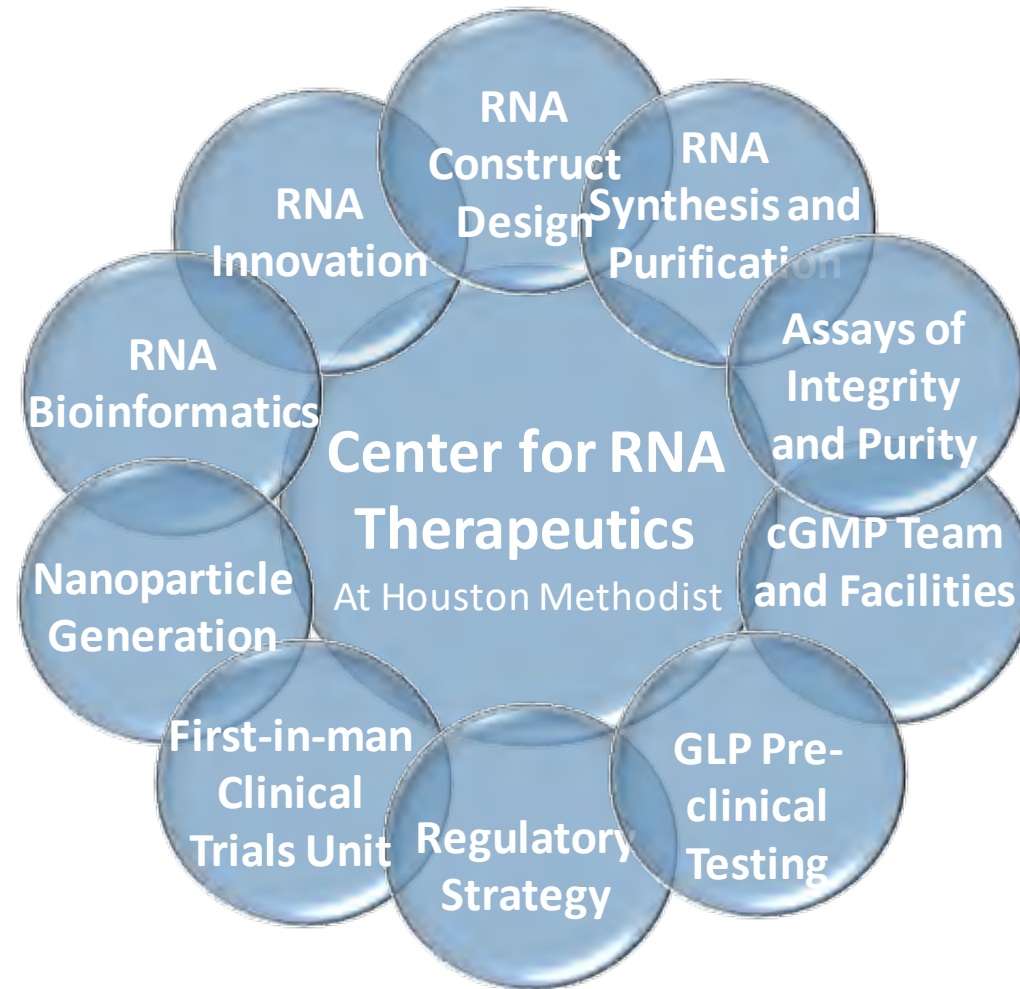 RNA
Construct
Design
RNA
Synthesis and
Purification
Assays of
Integrity
and Purity
cGMP Team
and Facilities
GLP Pre-
clinical
Testing
Regulatory
Strategy
First-in-man
Clinical
Trials Unit
Nanoparticle
Generation
RNA
Bioinformatics
RNA
Innovation
Center for RNA
Therapeutics
At Houston Methodist